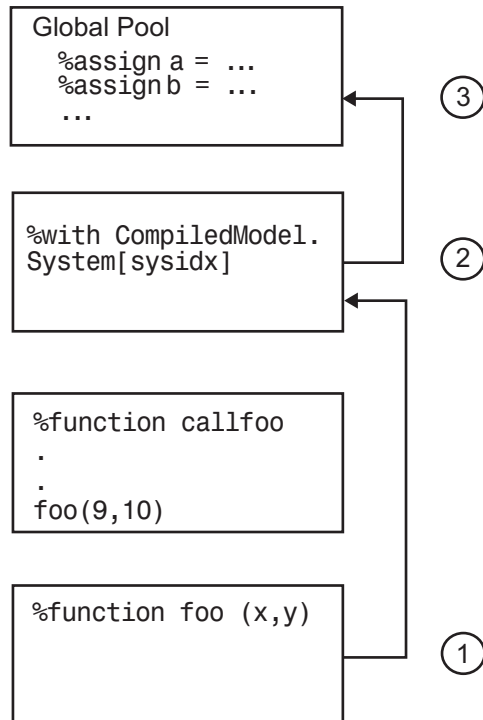 Global Pool
%assign a = ...
%assign b = ...
...
3
%with CompiledModel.
System[sysidx]
2
%function callfoo
.
.
foo(9,10)
%function foo (x,y)
1